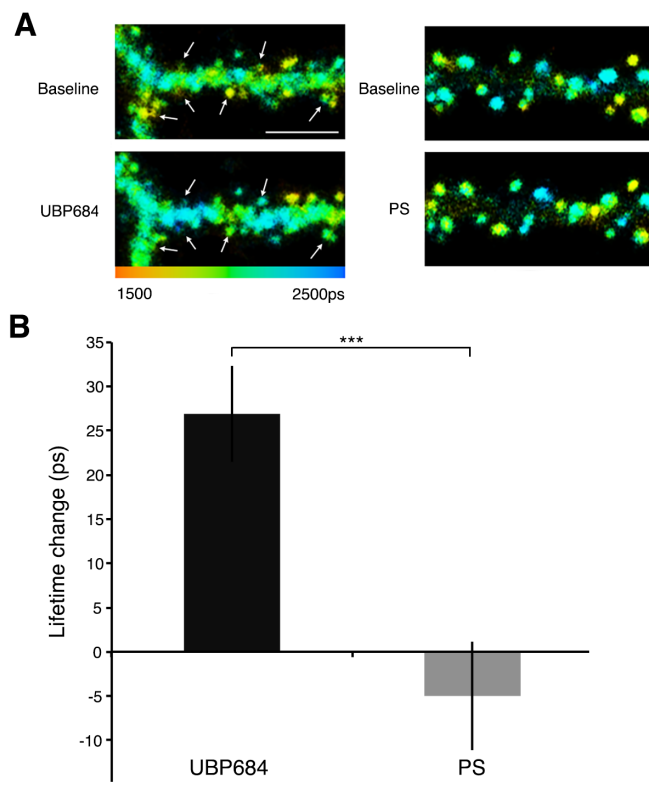 A
Baseline
Baseline
UBP684
PS
1500
2500ps
B
***
35
30
25
20
15
10
5
0
-5
-10
Lifetime change (ps)
UBP684
PS